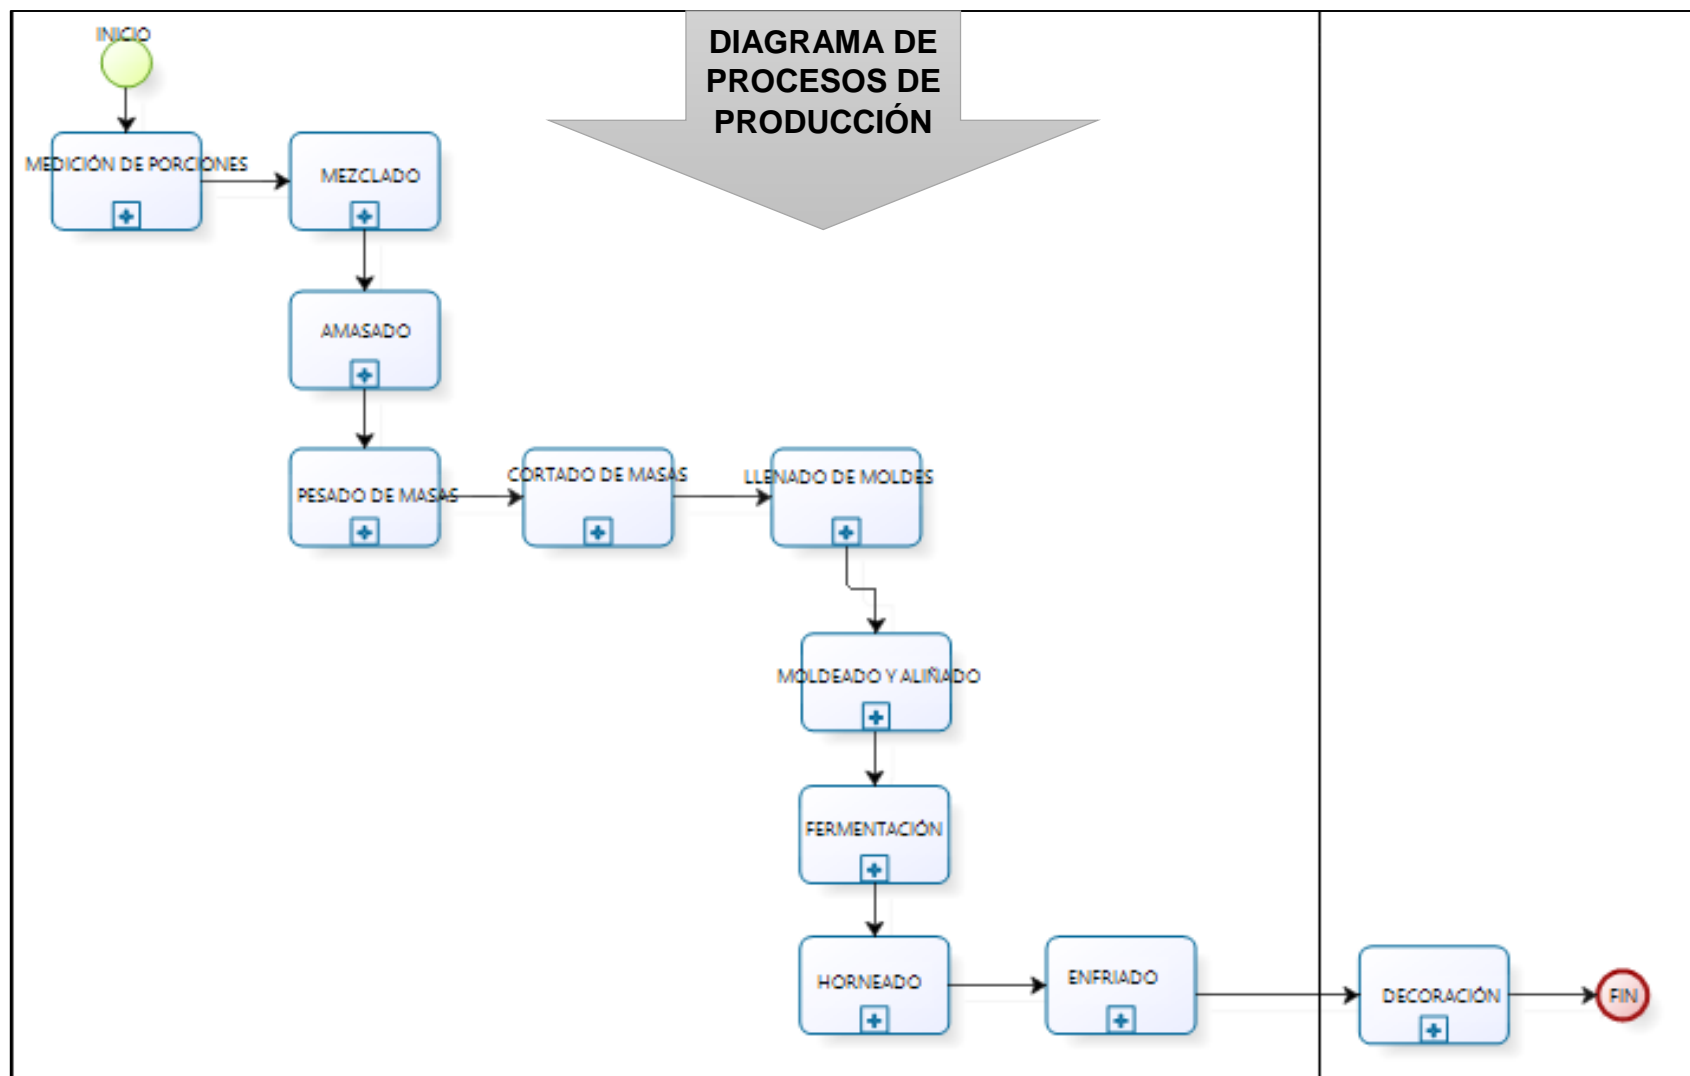 INICIO
DIAGRAMA DE
PROCESOS DE
PRODUCCIÓN
MEDICIÓN DE PORCIONES
MEZCLADO
AMASADO
PESADO DE MASAS
CORTADO DE MASAS
LLENADO DE MOLDES
MOLDEADO Y ALIÑADO
FERMENTACIÓN
HORNEADO
ENFRIADO
DECORACIÓN
FIN